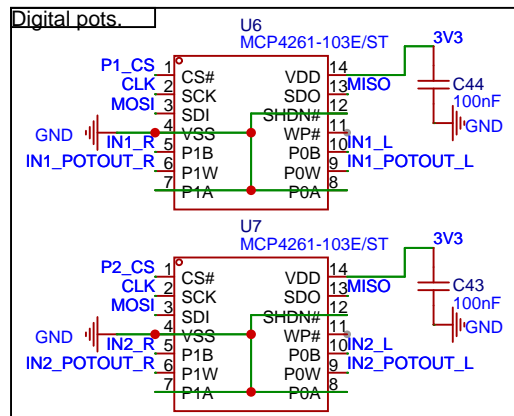 Digital pots.
U6
MCP4261-103E/ST
3V3
P1_CS 1 CS# VDD 14
CLK 2 SCK SDO 13 MISO
MOSI 3 SDI SHDN# 12
GND 4 VSS WP# 11
IN1_R 5 P1B P0B 10 IN1_L
IN1_POTOUT_R 6 P1W P0W 9 IN1_POTOUT_L
7 P1A P0A 8
C44
100nF
GND
U7
MCP4261-103E/ST
3V3
P2_CS 1 CS# VDD 14
CLK 2 SCK SDO 13 MISO
MOSI 3 SDI SHDN# 12
GND 4 VSS WP# 11
IN2_R 5 P1B P0B 10 IN2_L
IN2_POTOUT_R 6 P1W P0W 9 IN2_POTOUT_L
7 P1A P0A 8
C43
100nF
GND